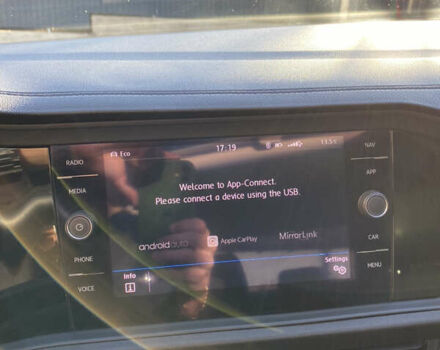 RADIO
MEDIA
PHONE
VOICE
Eco
17-19
13.5
Welcome to App-Connect.
Please connect a device using the USB.
androidauto
Apple CarPlay
MirrorLink
Info
Settings
NAV
APP
CAR
MENU